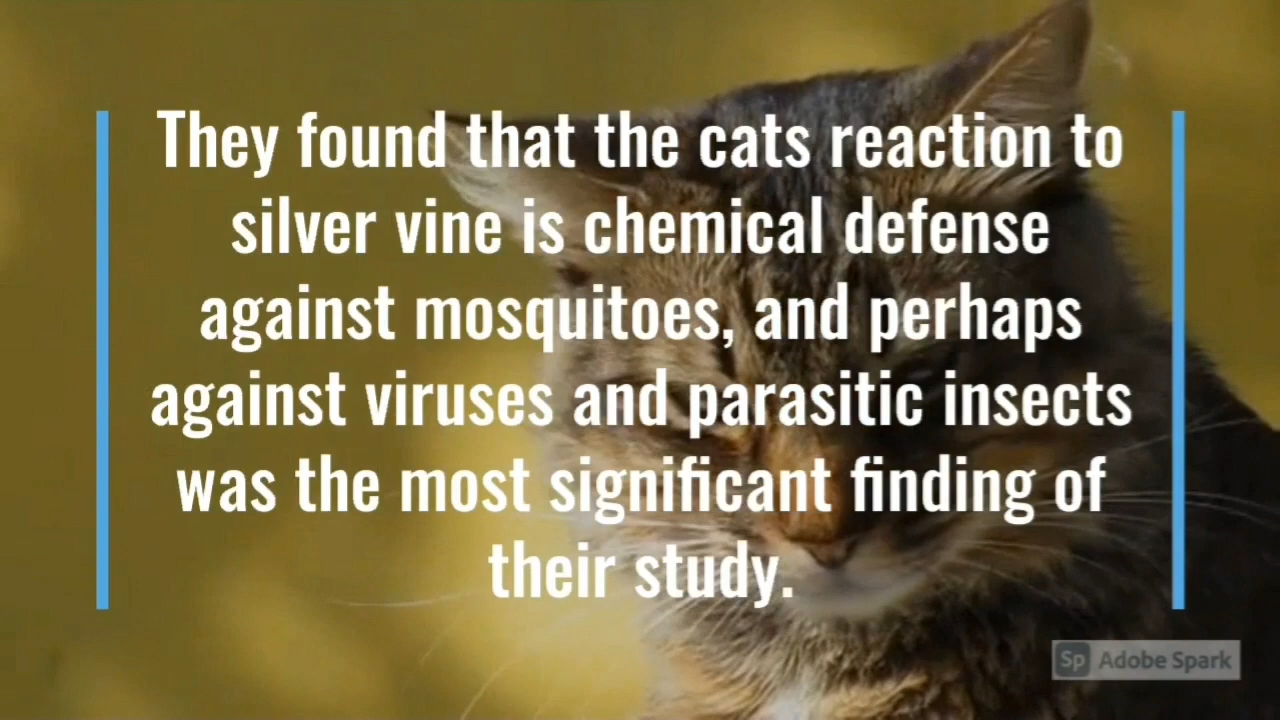 They found that the cats reaction to
silver vine is chemical defense
against mosquitoes, and perhaps
against viruses and parasitic insects
was the most significant finding of
their study.
Sp Adobe Spark